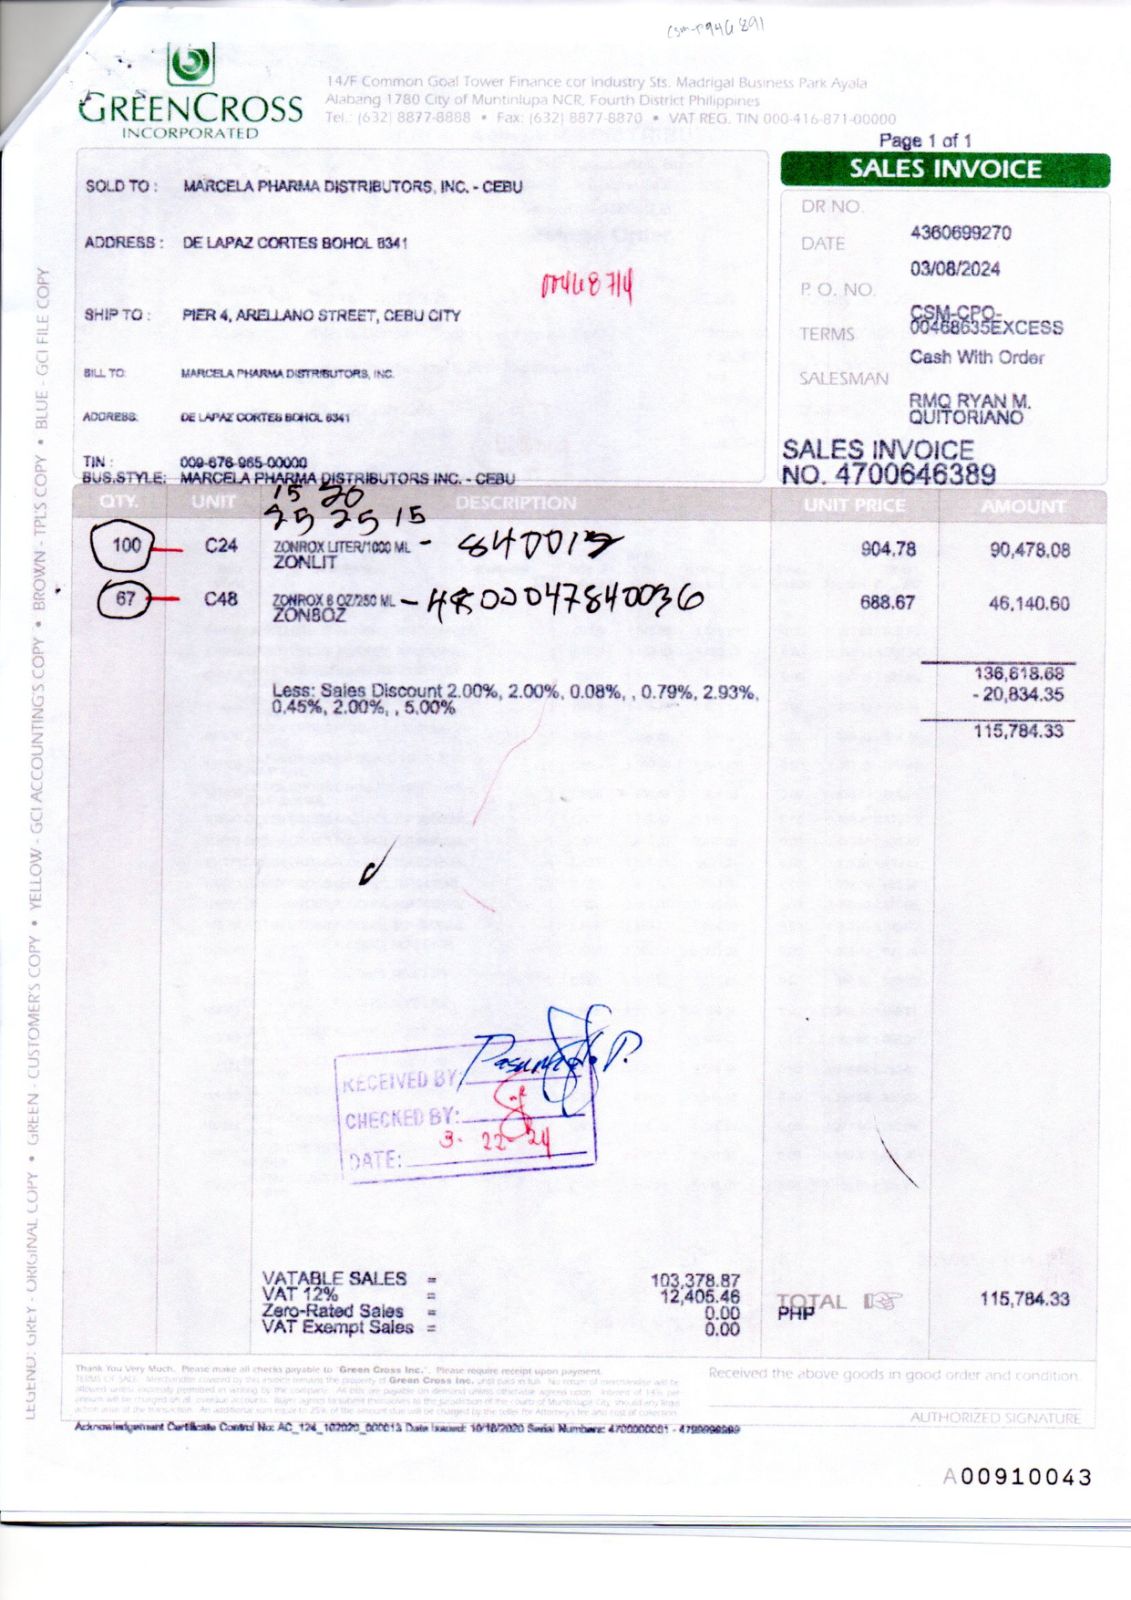 GREENCROSS
INCORPORATED
14/F Common Goal Tower Finance cor Industry Sts. Madrigal Business Park Ayala
Alabang 1780 City of Muntinlupa NCR, Fourth District Philippines
Tel.: (632) 8877-8888 • Fax: (632) 8877-8870 • VAT REG. TIN 000-416-871-00000
Page 1 of 1
SALES INVOICE
SOLD TO : MARCELA PHARMA DISTRIBUTORS, INC. - CEBU
ADDRESS : DE LAPAZ CORTES BOHOL 6341
00468714
SHIP TO : PIER 4, ARELLANO STREET, CEBU CITY
BILL TO: MARCELA PHARMA DISTRIBUTORS, INC.
ADDRESS: DE LAPAZ CORTES BOHOL 6341
TIN : 009-676-965-00000
BUS.STYLE: MARCELA PHARMA DISTRIBUTORS INC. - CEBU
DR NO. 4360699270
DATE 03/08/2024
P. O. NO. CSM-CPO-
00468635EXCESS
TERMS Cash With Order
SALESMAN RMQ RYAN M.
QUITORIANO
SALES INVOICE
NO. 4700646389
QTY. UNIT DESCRIPTION UNIT PRICE AMOUNT
15 20
25 25 15
100 C24 ZONROX LITER/1000 ML - 840012 904.78 90,478.08
ZONLIT
67 C48 ZONROX 8 OZ/250 ML - 4800047840036 688.67 46,140.60
ZON8OZ
136,618.68
Less: Sales Discount 2.00%, 2.00%, 0.08%, , 0.79%, 2.93%, - 20,834.35
0.45%, 2.00%, , 5.00%
115,784.33
RECEIVED BY:
CHECKED BY:
DATE: 3-22-24
VATABLE SALES = 103,378.87
VAT 12% = 12,405.46
Zero-Rated Sales = 0.00
VAT Exempt Sales = 0.00
TOTAL 115,784.33
PHP
Thank You Very Much. Please make all checks payable to "Green Cross Inc.". Please require receipt upon payment.
Received the above goods in good order and condition.
AUTHORIZED SIGNATURE
Acknowledgement Certificate Control No: AC_124_102020_000013 Date Issued: 10/16/2020 Serial Numbers: 4700000001 - 4799999999
A00910043
LEGEND: GREY - ORIGINAL COPY • GREEN - CUSTOMER'S COPY • YELLOW - GCI ACCOUNTING'S COPY • BROWN - TPLS COPY • BLUE - GCI FILE COPY